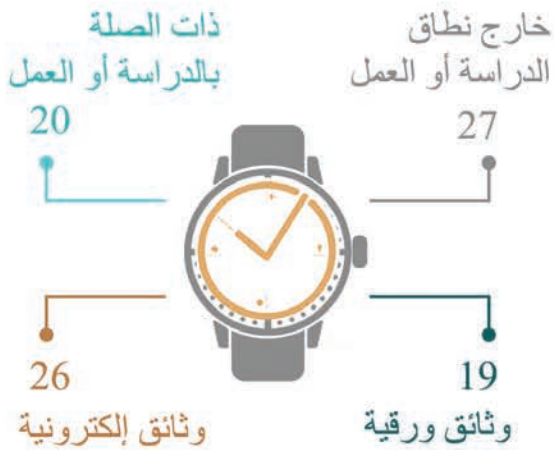 خارج نطاق
الدراسة أو العمل
27
ذات الصلة
بالدراسة أو العمل
20
19
وثائق ورقية
26
وثائق إلكترونية